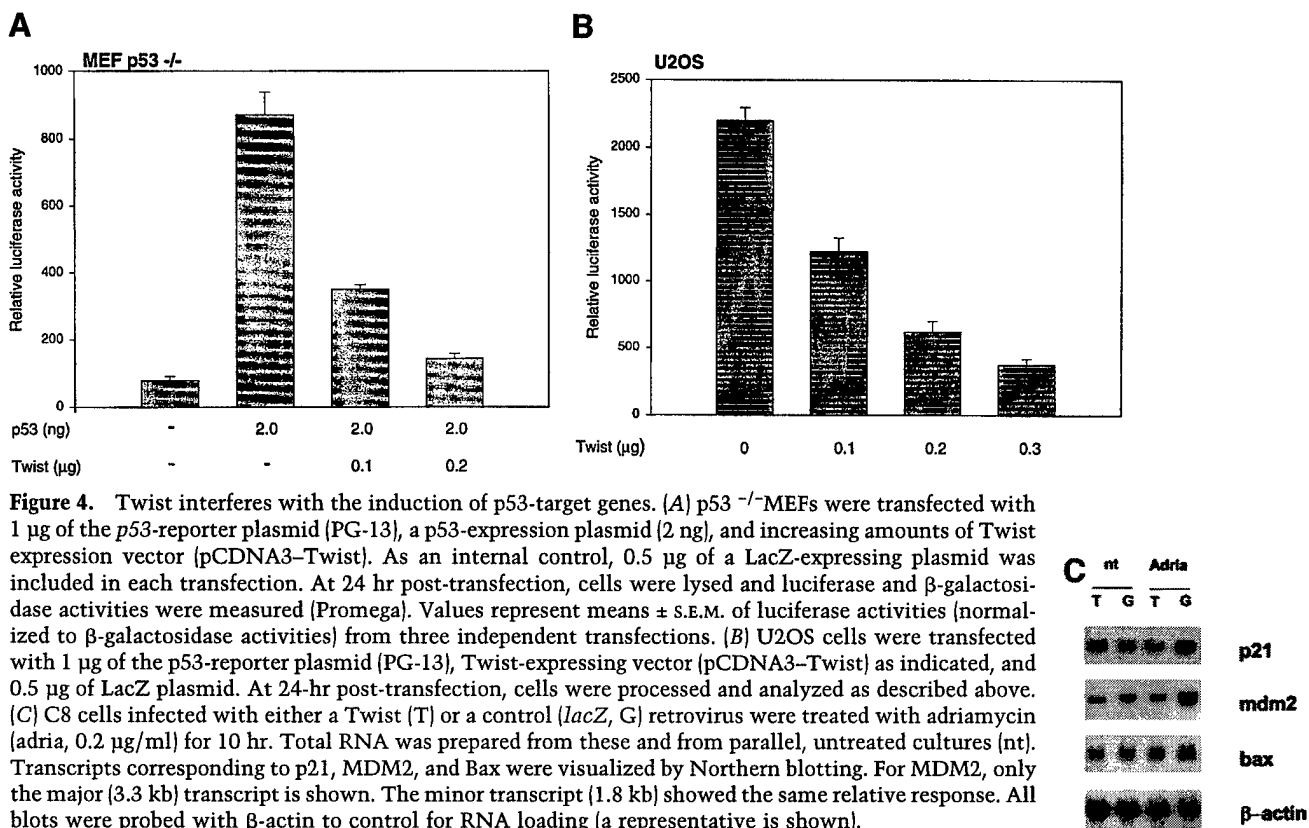 A
MEF p53 -/-
1000
800
600
400
200
0
Relative luciferase activity
p53 (ng) - 2.0 2.0 2.0
Twist (µg) - - 0.1 0.2
B
U2OS
2500
2000
1500
1000
500
0
Relative luciferase activity
Twist (µg) 0 0.1 0.2 0.3
Figure 4. Twist interferes with the induction of p53-target genes. (A) p53 −/−MEFs were transfected with
1 µg of the p53-reporter plasmid (PG-13), a p53-expression plasmid (2 ng), and increasing amounts of Twist
expression vector (pCDNA3–Twist). As an internal control, 0.5 µg of a LacZ-expressing plasmid was
included in each transfection. At 24 hr post-transfection, cells were lysed and luciferase and β-galactosi-
dase activities were measured (Promega). Values represent means ± S.E.M. of luciferase activities (normal-
ized to β-galactosidase activities) from three independent transfections. (B) U2OS cells were transfected
with 1 µg of the p53-reporter plasmid (PG-13), Twist-expressing vector (pCDNA3–Twist) as indicated, and
0.5 µg of LacZ plasmid. At 24-hr post-transfection, cells were processed and analyzed as described above.
(C) C8 cells infected with either a Twist (T) or a control (lacZ, G) retrovirus were treated with adriamycin
(adria, 0.2 µg/ml) for 10 hr. Total RNA was prepared from these and from parallel, untreated cultures (nt).
Transcripts corresponding to p21, MDM2, and Bax were visualized by Northern blotting. For MDM2, only
the major (3.3 kb) transcript is shown. The minor transcript (1.8 kb) showed the same relative response. All
blots were probed with β-actin to control for RNA loading (a representative is shown).
C
nt Adria
T G T G
p21
mdm2
bax
β-actin